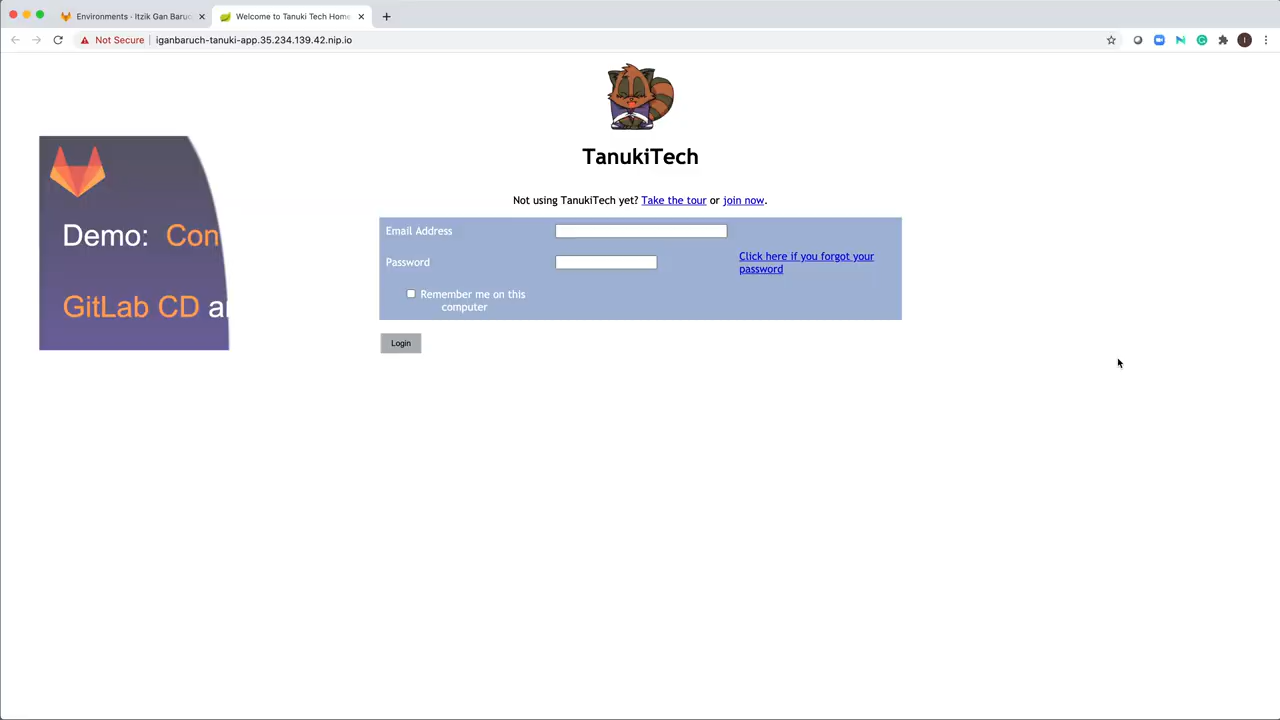 Environments · Itzik Gan Baruc
Welcome to Tanuki Tech Home
Not Secure
iganbaruch-tanuki-app.35.234.139.42.nip.io
I
TanukiTech
Not using TanukiTech yet? Take the tour or join now.
Email Address
Password
Click here if you forgot your
password
Remember me on this
computer
Login
Demo: Con
GitLab CD